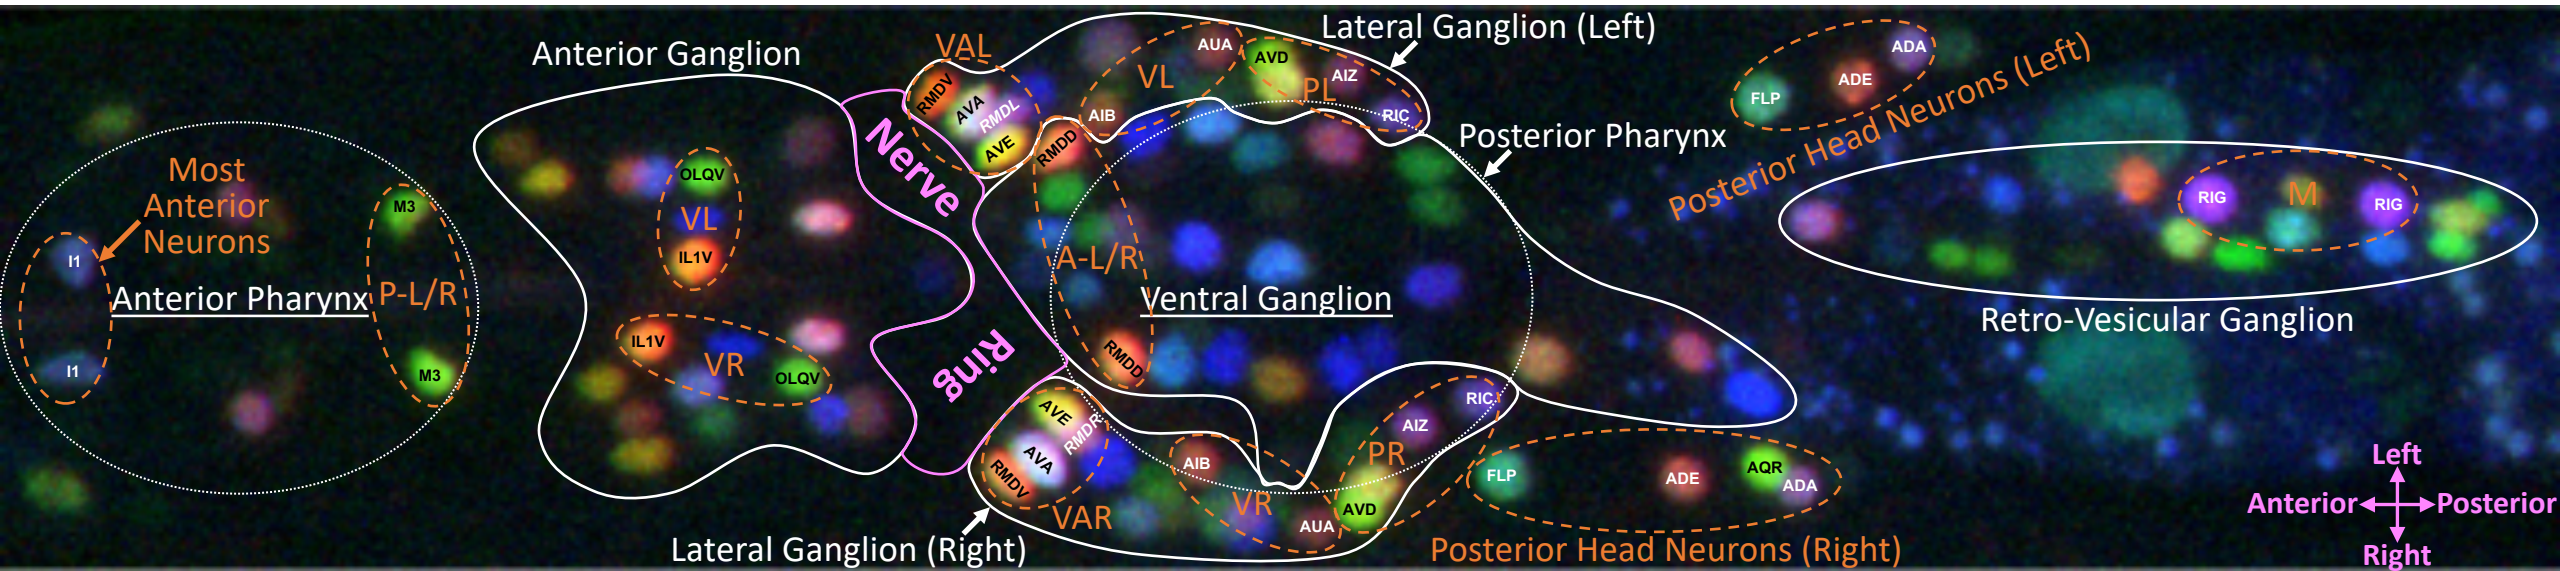 Most
Anterior
Neurons
I1
Anterior Pharynx
I1
M3
P-L/R
M3
Anterior Ganglion
OLQV
VL
IL1V
IL1V
VR
OLQV
Nerve
Ring
VAL
RMDV
AVA
RMDL
AVE
VL
AUA
AIB
AVD
PL
AIZ
RIC
Lateral Ganglion (Left)
Posterior Pharynx
RMDD
A-L/R
RMDD
Ventral Ganglion
AVE
RMDR
AVA
RMDV
VAR
Lateral Ganglion (Right)
AIB
VR
AUA
RIC
AIZ
PR
AVD
ADA
ADE
FLP
Posterior Head Neurons (Left)
FLP
ADE
AQR
ADA
Posterior Head Neurons (Right)
RIG
M
RIG
Retro-Vesicular Ganglion
Left
Anterior
Posterior
Right